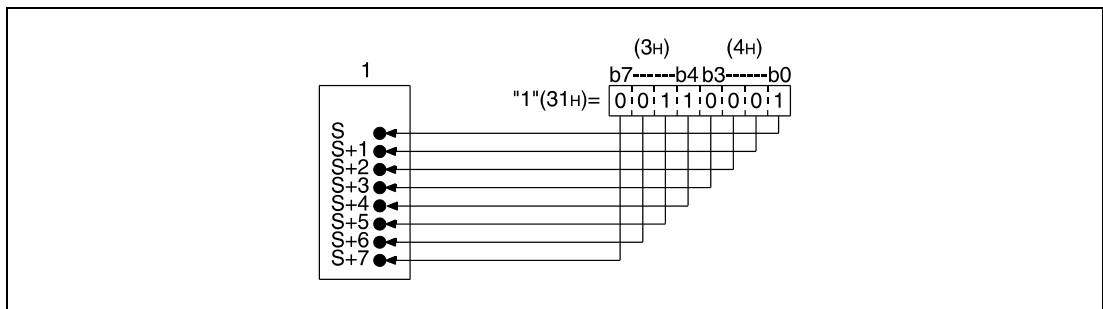 (3H) (4H)
1
b7------b4 b3------b0
"1"(31H)= 0 0 1 1 0 0 0 1
S
S+1
S+2
S+3
S+4
S+5
S+6
S+7